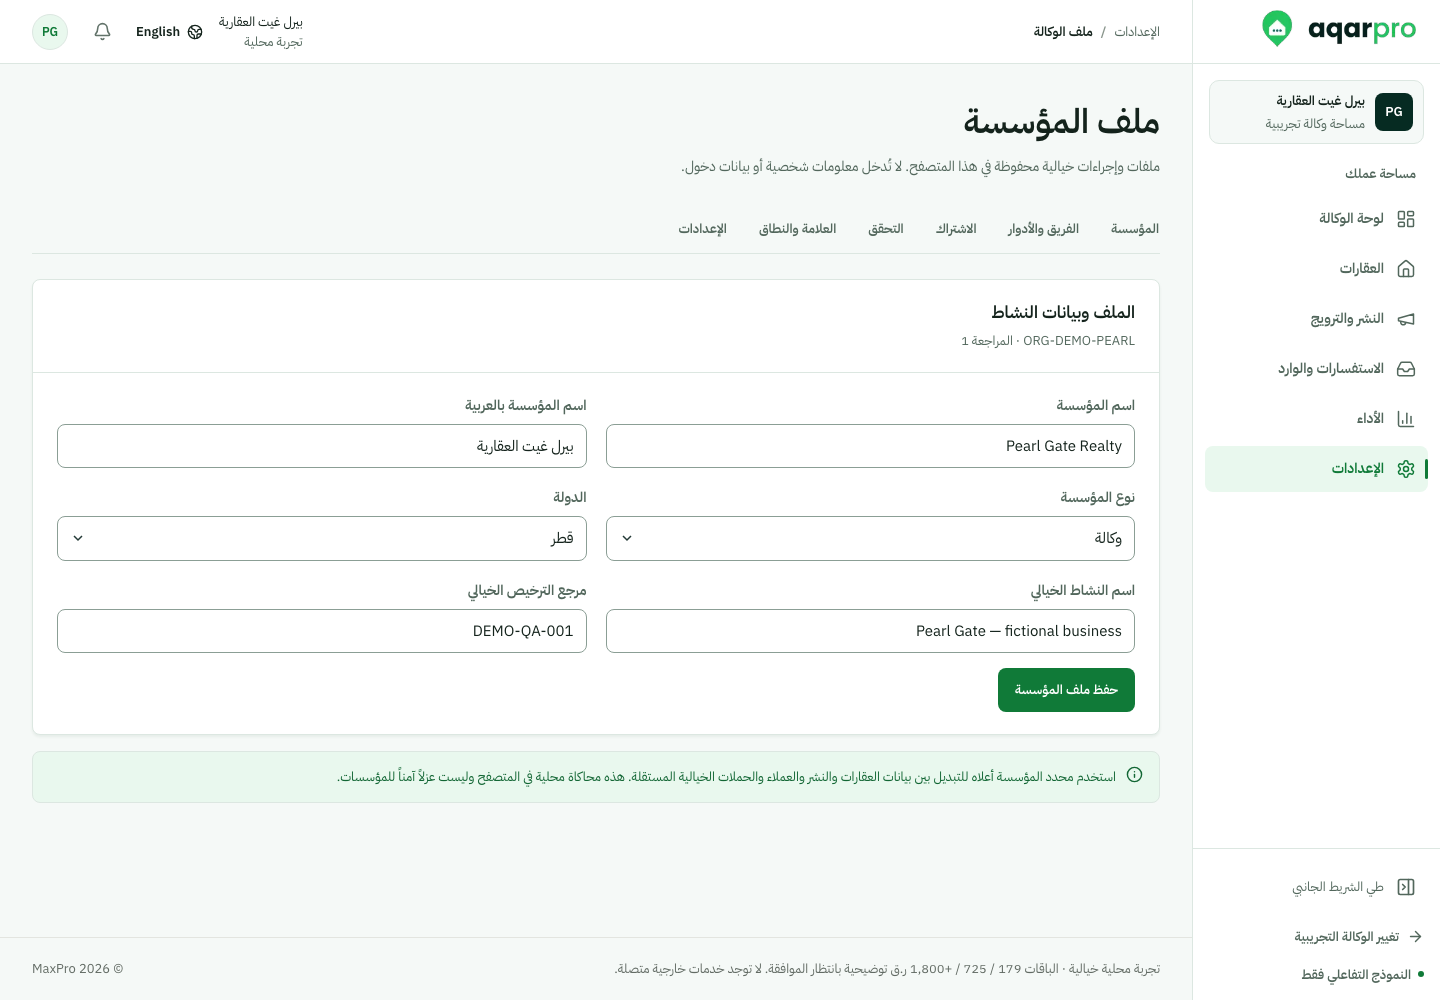 aqarpro
PG
بيرل غيت العقارية
مساحة وكالة تجريبية
مساحة عملك
لوحة الوكالة
العقارات
النشر والترويج
الاستفسارات والوارد
الأداء
الإعدادات
طي الشريط الجانبي
تغيير الوكالة التجريبية
النموذج التفاعلي فقط
الإعدادات / ملف الوكالة
بيرل غيت العقارية
تجربة محلية
English
PG
ملف المؤسسة
ملفات وإجراءات خيالية محفوظة في هذا المتصفح. لا تُدخل معلومات شخصية أو بيانات دخول.
المؤسسة الفريق والأدوار الاشتراك التحقق العلامة والنطاق الإعدادات
الملف وبيانات النشاط
ORG-DEMO-PEARL · المراجعة 1
اسم المؤسسة
Pearl Gate Realty
اسم المؤسسة بالعربية
بيرل غيت العقارية
نوع المؤسسة
وكالة
الدولة
قطر
اسم النشاط الخيالي
Pearl Gate — fictional business
مرجع الترخيص الخيالي
DEMO-QA-001
حفظ ملف المؤسسة
استخدم محدد المؤسسة أعلاه للتبديل بين بيانات العقارات والنشر والعملاء والحملات الخيالية المستقلة. هذه محاكاة محلية في المتصفح وليست عزلاً آمناً للمؤسسات.
تجربة محلية خيالية · الباقات 179 / 725 / +1,800 ر.ق توضيحية بانتظار الموافقة. لا توجد خدمات خارجية متصلة.
© 2026 MaxPro